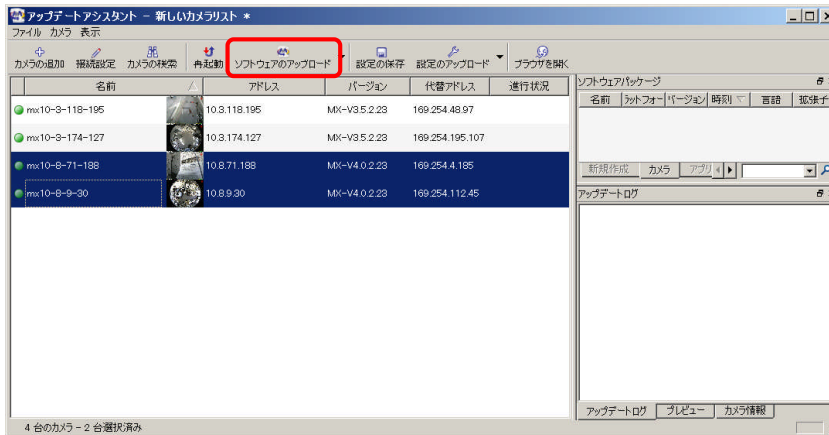 アップデートアシスタント - 新しいカメラリスト *
ファイル カメラ 表示
カメラの追加 接続設定 カメラの検索 再起動 ソフトウェアのアップロード 設定の保存 設定のアップロード ブラウザを開く
名前 アドレス バージョン 代替アドレス 進行状況
mx10-3-118-195 10.3.118.195 MX-V3.5.2.23 169.254.48.97
mx10-3-174-127 10.3.174.127 MX-V3.5.2.23 169.254.195.107
mx10-8-71-188 10.8.71.188 MX-V4.0.2.23 169.254.4.185
mx10-8-9-30 10.8.9.30 MX-V4.0.2.23 169.254.112.45
4 台のカメラ - 2 台選択済み
ソフトウェアパッケージ
名前 ラットフォー バージョン 時刻 言語 拡張子
新規作成 カメラ アプリ
アップデートログ
アップデートログ プレビュー カメラ情報